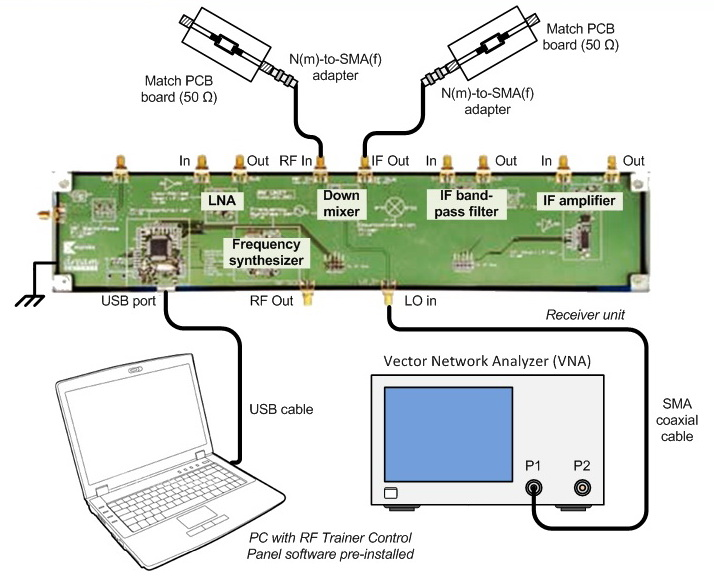 Match PCB
board (50 Ω)
N(m)-to-SMA(f)
adapter
Match PCB
board (50 Ω)
N(m)-to-SMA(f)
adapter
In
Out
RF In
IF Out
In
Out
In
Out
LNA
Down
mixer
IF band-
pass filter
IF amplifier
Frequency
synthesizer
USB port
RF Out
LO in
Receiver unit
USB cable
Vector Network Analyzer (VNA)
SMA
coaxial
cable
P1
P2
PC with RF Trainer Control
Panel software pre-installed